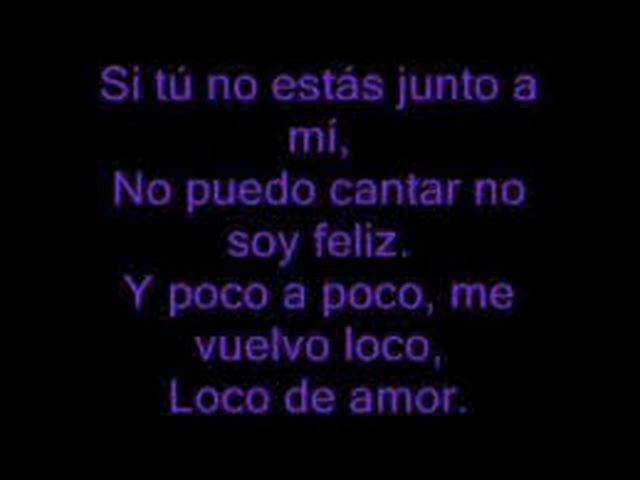 Si tú no estás junto a
mí,
No puedo cantar no
soy feliz.
Y poco a poco, me
vuelvo loco,
Loco de amor.